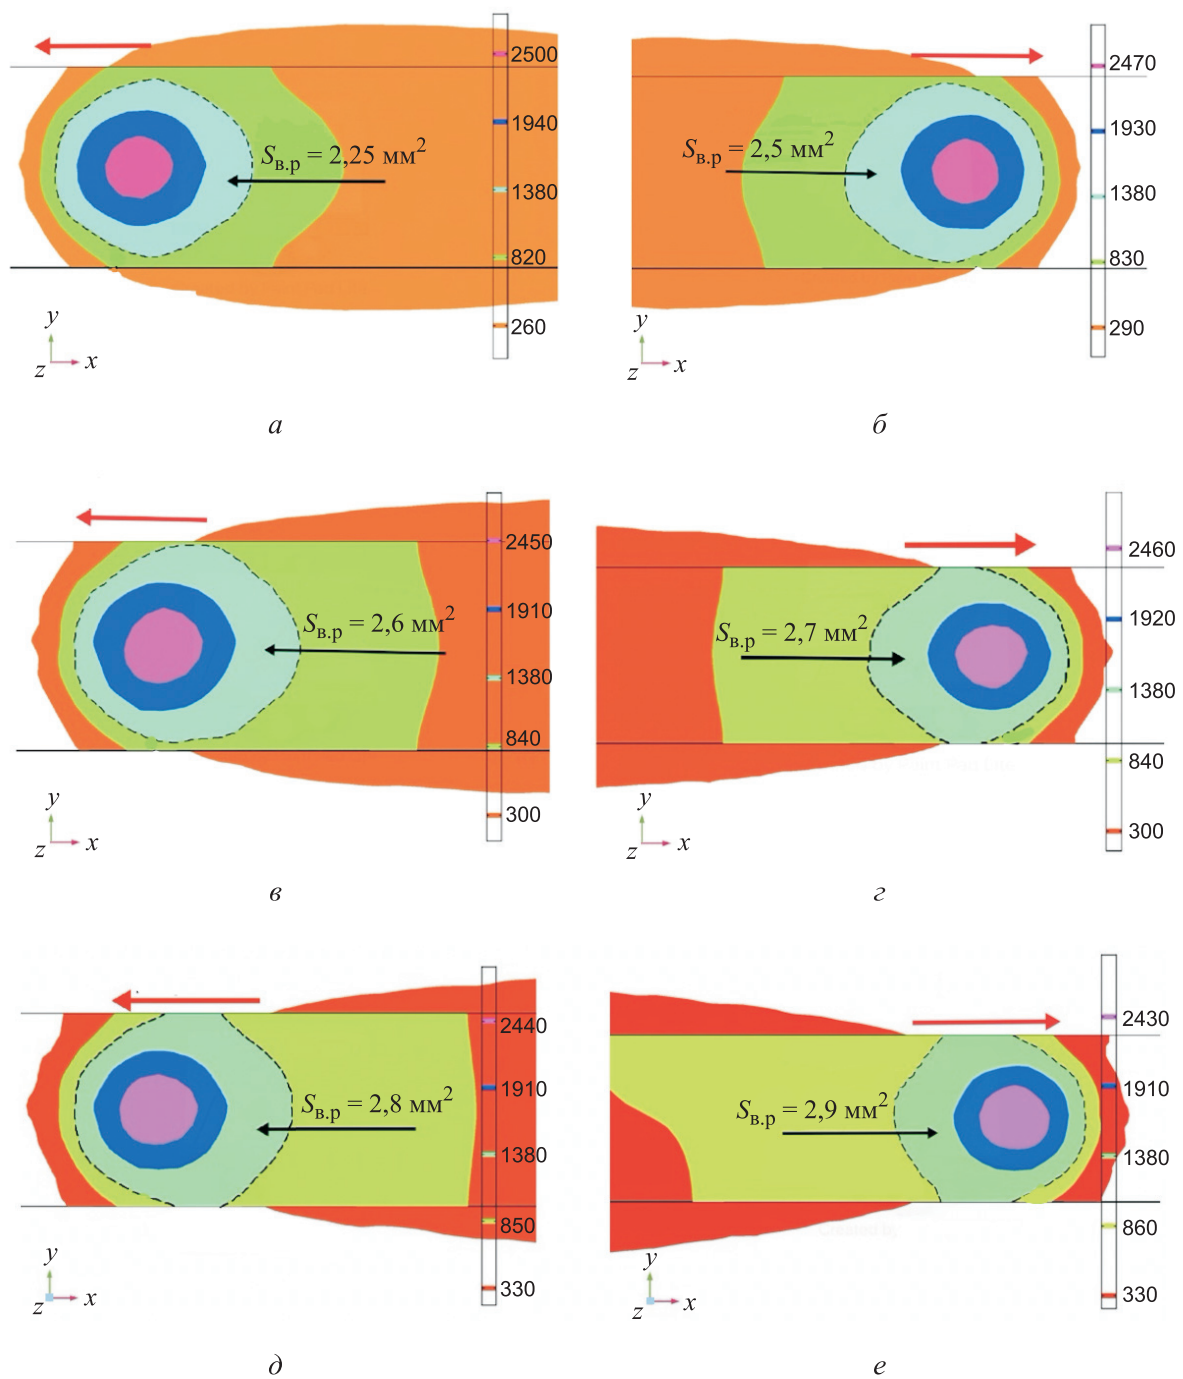 2500
1940
1380
820
260
Sв.р = 2,25 мм²
y
z x
а
2470
1930
1380
830
290
Sв.р = 2,5 мм²
y
z x
б
2450
1910
1380
840
300
Sв.р = 2,6 мм²
y
z x
в
2460
1920
1380
840
300
Sв.р = 2,7 мм²
y
z x
г
2440
1910
1380
850
330
Sв.р = 2,8 мм²
y
z x
д
2430
1910
1380
860
330
Sв.р = 2,9 мм²
y
z x
е